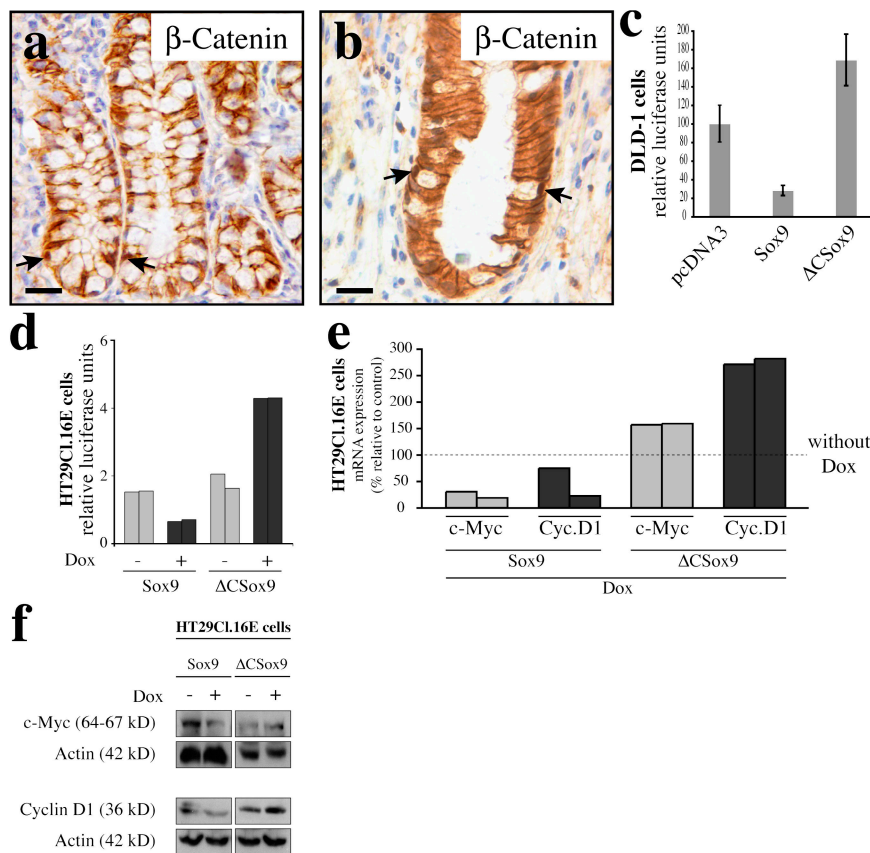 a
β-Catenin
b
β-Catenin
c
DLD-1 cells
relative luciferase units
200
180
160
140
120
100
80
60
40
20
0
pcDNA3
Sox9
ΔCSox9
d
HT29Cl.16E cells
relative luciferase units
6
4
2
0
Dox
- + - +
Sox9 ΔCSox9
e
HT29Cl.16E cells
mRNA expression
(% relative to control)
300
250
200
150
100
50
0
without
Dox
c-Myc Cyc.D1 c-Myc Cyc.D1
Sox9 ΔCSox9
Dox
f
HT29Cl.16E cells
Sox9 ΔCSox9
Dox - + - +
c-Myc (64-67 kD)
Actin (42 kD)
Cyclin D1 (36 kD)
Actin (42 kD)